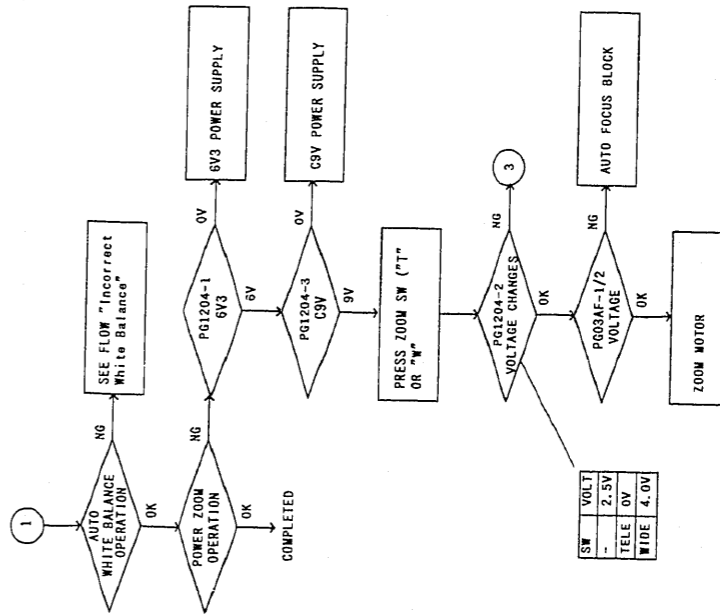 1
AUTO
WHITE BALANCE
OPERATION
NG
SEE FLOW "Incorrect
White Balance"
OK
POWER ZOOM
OPERATION
NG
OK
COMPLETED
PG1204-1
6V3
0V
6V3 POWER SUPPLY
6V
PG1204-3
C9V
0V
C9V POWER SUPPLY
9V
PRESS ZOOM SW ("T"
OR "W"
PG1204-2
VOLTAGE CHANGES
NG
3
OK
PG03AF-1/2
VOLTAGE
NG
AUTO FOCUS BLOCK
OK
ZOOM MOTOR
SW VOLT
- 2.5V
TELE 0V
WIDE 4.0V